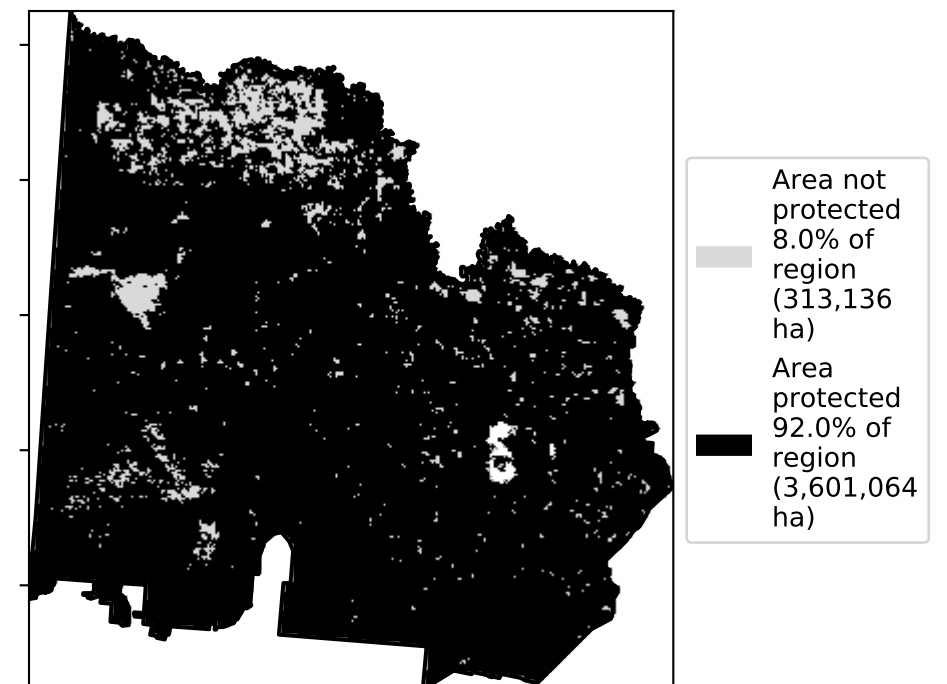 Area not
protected
8.0% of
region
(313,136
ha)
Area
protected
92.0% of
region
(3,601,064
ha)